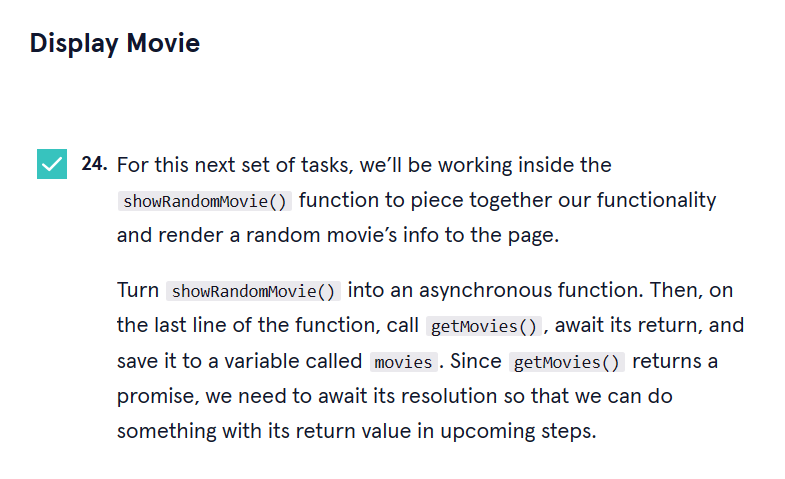 Display Movie
24. For this next set of tasks, we’ll be working inside the
showRandomMovie() function to piece together our functionality
and render a random movie’s info to the page.
Turn showRandomMovie() into an asynchronous function. Then, on
the last line of the function, call getMovies(), await its return, and
save it to a variable called movies. Since getMovies() returns a
promise, we need to await its resolution so that we can do
something with its return value in upcoming steps.